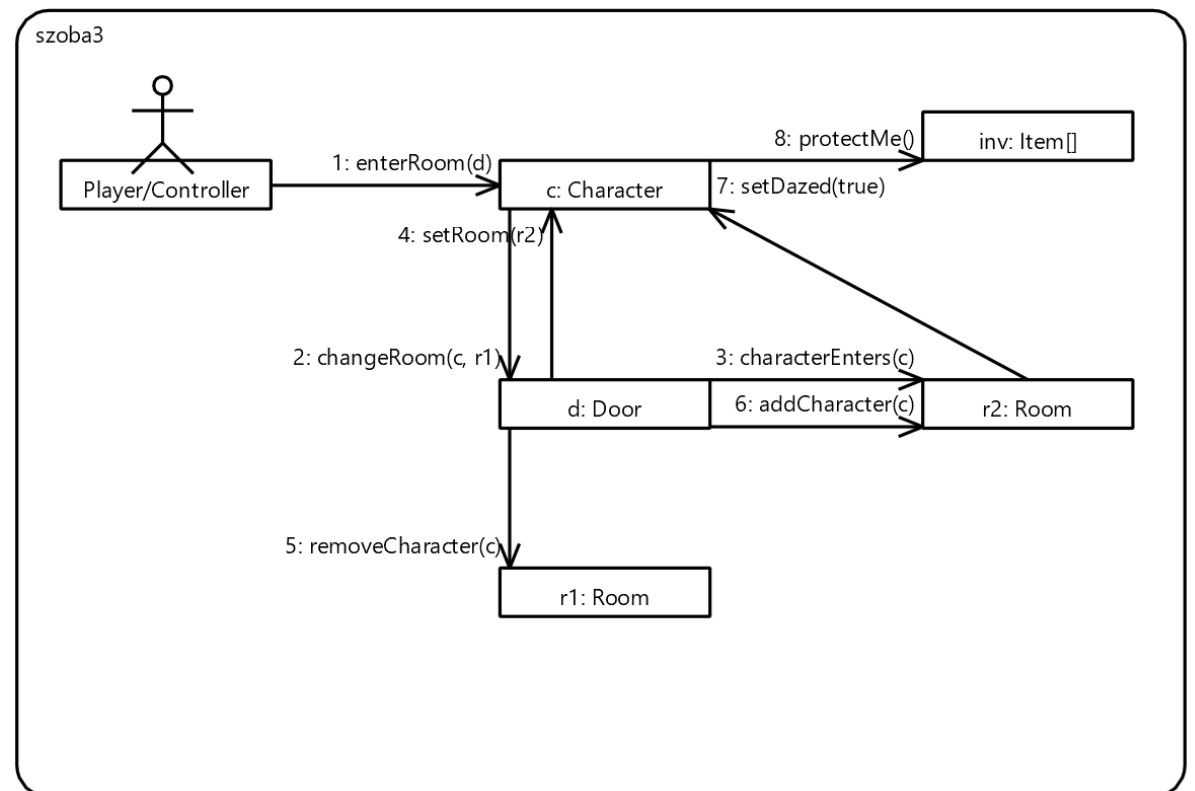 szoba3
8: protectMe()
inv: Item[]
1: enterRoom(d)
Player/Controller
c: Character
7: setDazed(true)
4: setRoom(r2)
2: changeRoom(c, r1)
3: characterEnters(c)
d: Door
6: addCharacter(c)
r2: Room
5: removeCharacter(c)
r1: Room